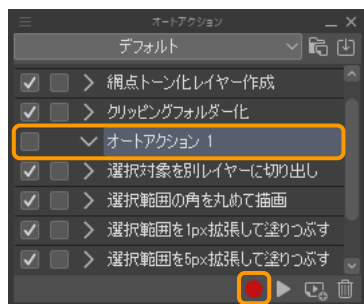 オートアクション
デフォルト
網点トーン化レイヤー作成
クリッピングフォルダー化
オートアクション 1
選択対象を別レイヤーに切り出し
選択範囲の角を丸めて描画
選択範囲を1px拡張して塗りつぶす
選択範囲を5px拡張して塗りつぶす